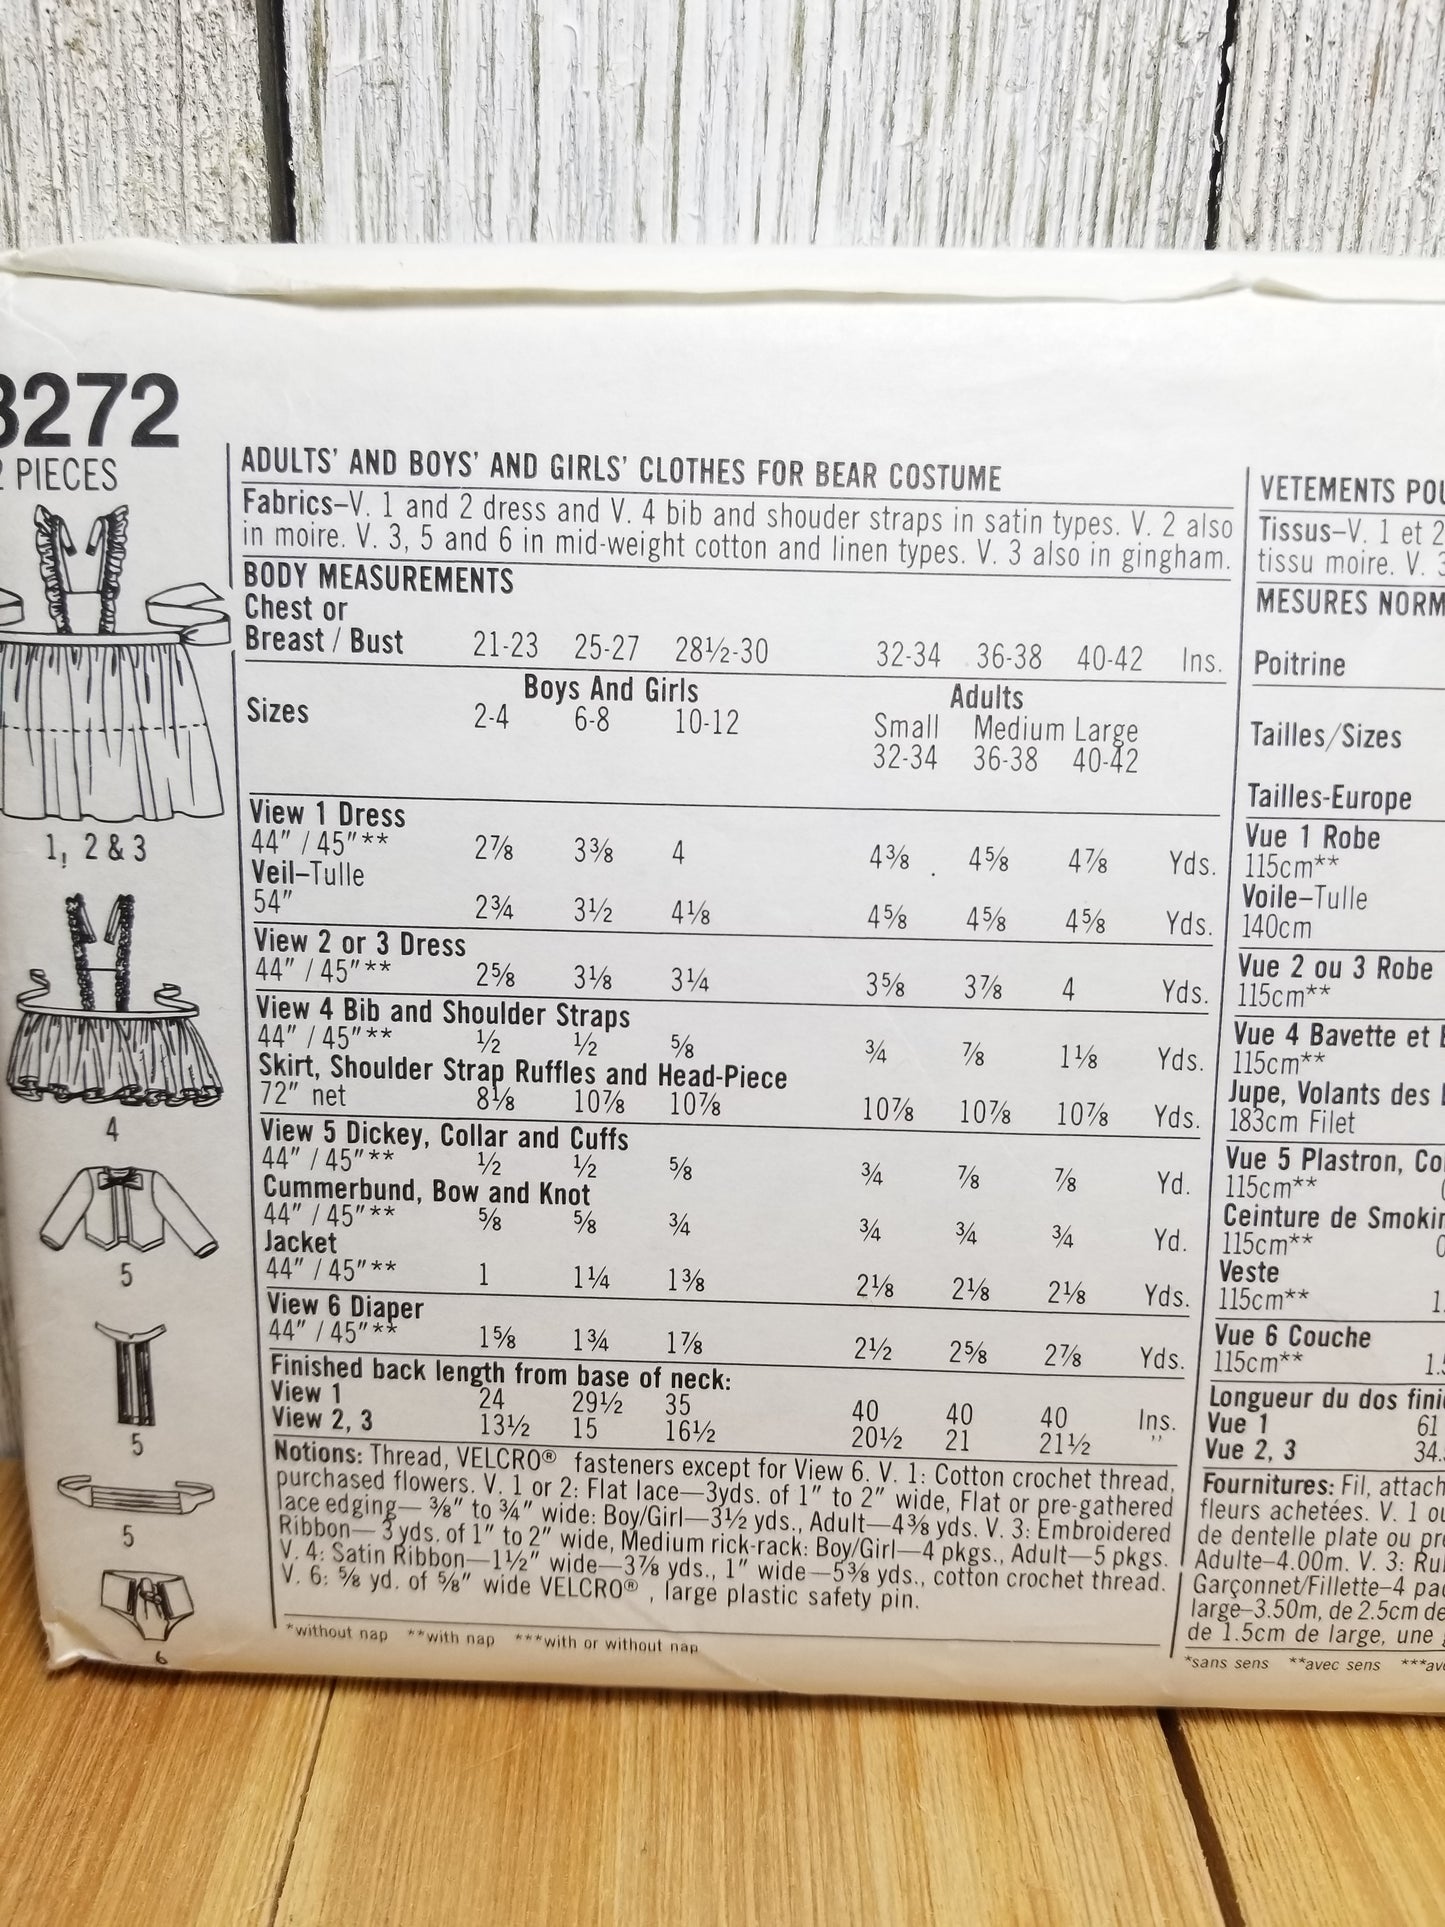 3272
2 PIECES
1, 2 & 3
4
5
5
5
6
ADULTS' AND BOYS' AND GIRLS' CLOTHES FOR BEAR COSTUME
Fabrics–V. 1 and 2 dress and V. 4 bib and shouder straps in satin types. V. 2 also
in moire. V. 3, 5 and 6 in mid-weight cotton and linen types. V. 3 also in gingham.
BODY MEASUREMENTS
Chest or
Breast / Bust 21-23 25-27 28½-30 32-34 36-38 40-42 Ins.
Boys And Girls Adults
Sizes 2-4 6-8 10-12 Small Medium Large
32-34 36-38 40-42
View 1 Dress
44" / 45"** 2⅞ 3⅜ 4 4⅜ 4⅝ 4⅞ Yds.
Veil–Tulle
54" 2¾ 3½ 4⅛ 4⅝ 4⅝ 4⅝ Yds.
View 2 or 3 Dress
44" / 45"** 2⅝ 3⅛ 3¼ 3⅝ 3⅞ 4 Yds.
View 4 Bib and Shoulder Straps
44" / 45"** ½ ½ ⅝ ¾ ⅞ 1⅛ Yds.
Skirt, Shoulder Strap Ruffles and Head-Piece
72" net 8⅛ 10⅞ 10⅞ 10⅞ 10⅞ 10⅞ Yds.
View 5 Dickey, Collar and Cuffs
44" / 45"** ½ ½ ⅝ ¾ ⅞ ⅞ Yd.
Cummerbund, Bow and Knot
44" / 45"** ⅝ ⅝ ¾ ¾ ¾ ¾ Yd.
Jacket
44" / 45"** 1 1¼ 1⅜ 2⅛ 2⅛ 2⅛ Yds.
View 6 Diaper
44" / 45"** 1⅝ 1¾ 1⅞ 2½ 2⅝ 2⅞ Yds.
Finished back length from base of neck:
View 1 24 29½ 35 40 40 40 Ins.
View 2, 3 13½ 15 16½ 20½ 21 21½ ''
Notions: Thread, VELCRO® fasteners except for View 6. V. 1: Cotton crochet thread,
purchased flowers. V. 1 or 2: Flat lace—3yds. of 1" to 2" wide, Flat or pre-gathered
lace edging— ⅜" to ¾" wide: Boy/Girl—3½ yds., Adult—4⅜ yds. V. 3: Embroidered
Ribbon— 3 yds. of 1" to 2" wide, Medium rick-rack: Boy/Girl—4 pkgs., Adult—5 pkgs.
V. 4: Satin Ribbon—1½" wide—3⅞ yds., 1" wide—5⅜ yds., cotton crochet thread.
V. 6: ⅝ yd. of ⅝" wide VELCRO® , large plastic safety pin.
*without nap **with nap ***with or without nap
VETEMENTS POU
Tissus–V. 1 et 2
tissu moire. V. 3
MESURES NORM
Poitrine
Tailles/Sizes
Tailles-Europe
Vue 1 Robe
115cm**
Voile–Tulle
140cm
Vue 2 ou 3 Robe
115cm**
Vue 4 Bavette et
115cm**
Jupe, Volants des
183cm Filet
Vue 5 Plastron, Co
115cm**
Ceinture de Smokin
115cm**
Veste
115cm** 1.
Vue 6 Couche
115cm** 1.5
Longueur du dos fini
Vue 1 61
Vue 2, 3 34.
Fournitures: Fil, attach
fleurs achetées. V. 1 ou
de dentelle plate ou pr
Adulte–4.00m. V. 3: Ru
Garçonnet/Fillette–4 pa
large–3.50m, de 2.5cm de
de 1.5cm de large, une
*sans sens **avec sens ***av